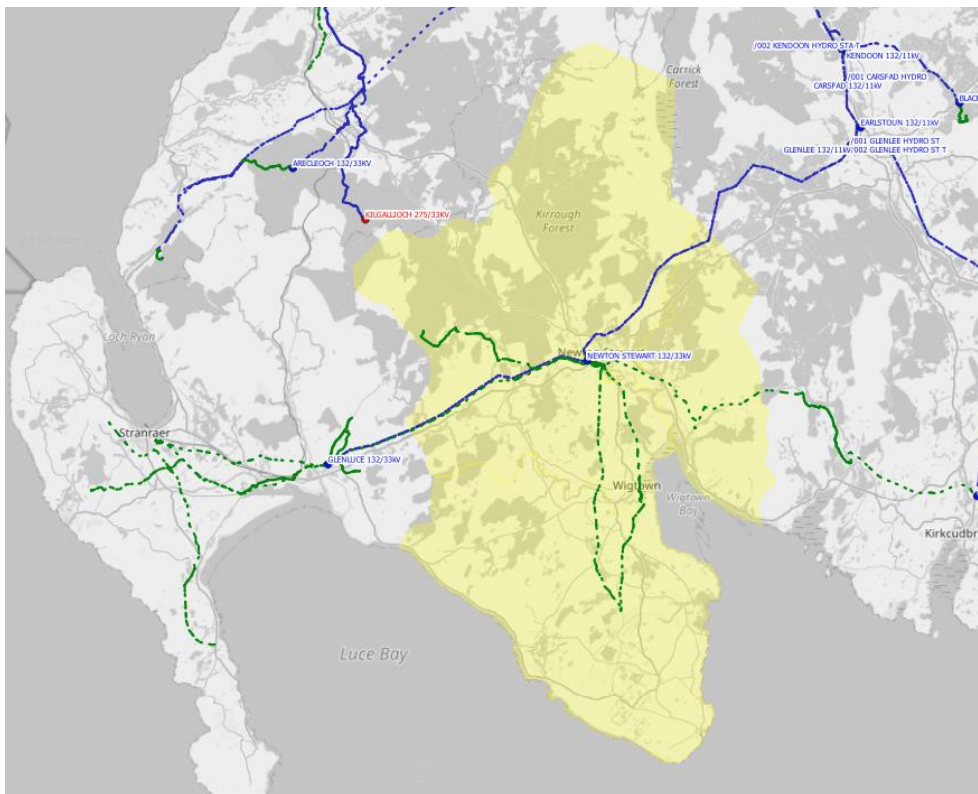 /002 KENDOON HYDRO STA T
KENDOON 132/11kV
Carrick
Forest
/001 CARSFAD HYDRO
CARSFAD 132/11kV
BLACK
EARLSTOUN 132/11kV
/001 GLENLEE HYDRO ST
GLENLEE 132/11kV/002 GLENLEE HYDRO ST T
ARECLEOCH 132/33KV
KILGALLIOCH 275/33KV
Kirrough
Forest
Loch Ryan
NEWTON STEWART 132/33kV
Stranraer
GLENLUCE 132/33kV
Wigtown
Wigtown
Bay
Kirkcudbr
Luce Bay